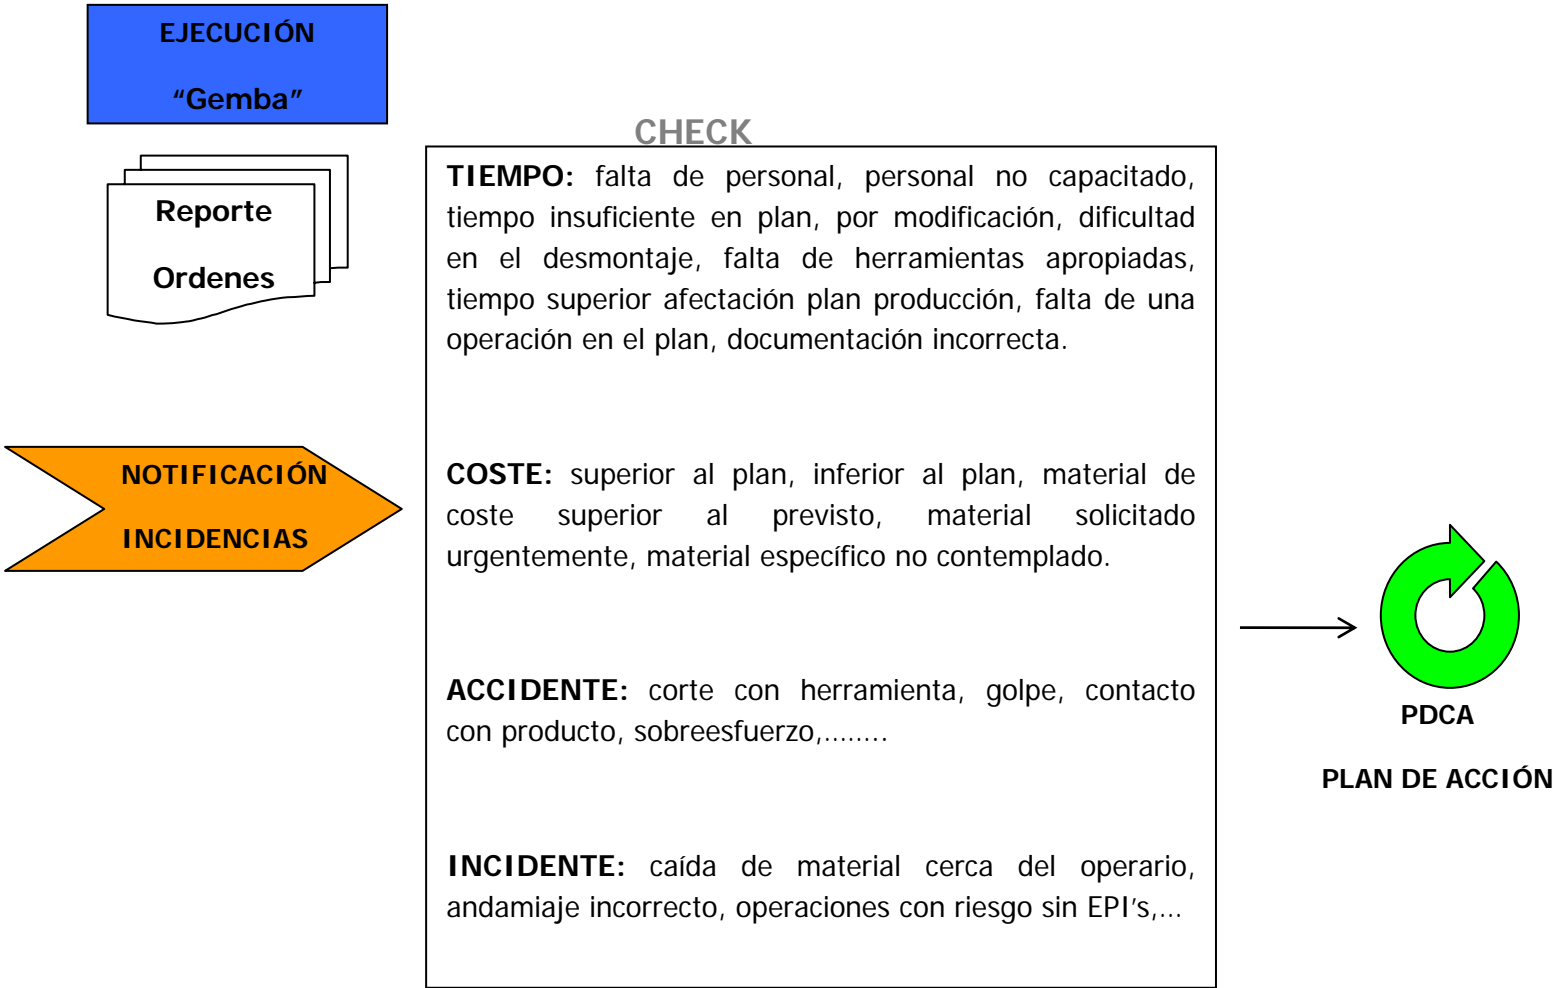 EJECUCIÓN
“Gemba”
Reporte
Ordenes
NOTIFICACIÓN
INCIDENCIAS
CHECK
TIEMPO: falta de personal, personal no capacitado,
tiempo insuficiente en plan, por modificación, dificultad
en el desmontaje, falta de herramientas apropiadas,
tiempo superior afectación plan producción, falta de una
operación en el plan, documentación incorrecta.
COSTE: superior al plan, inferior al plan, material de
coste superior al previsto, material solicitado
urgentemente, material específico no contemplado.
ACCIDENTE: corte con herramienta, golpe, contacto
con producto, sobreesfuerzo,........
INCIDENTE: caída de material cerca del operario,
andamiaje incorrecto, operaciones con riesgo sin EPI’s,...
PDCA
PLAN DE ACCIÓN